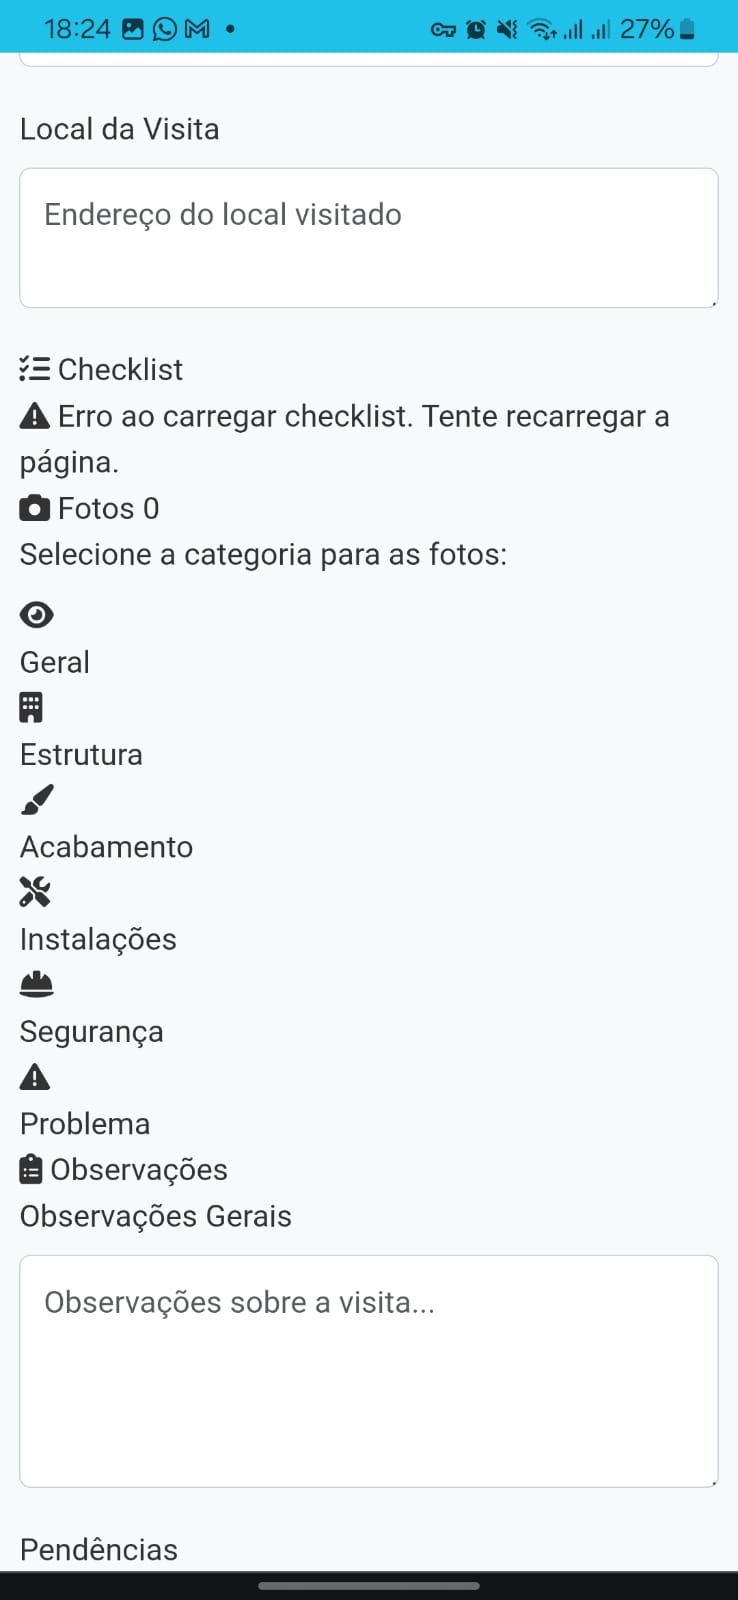 18:24
27%
Local da Visita
Endereço do local visitado
Checklist
Erro ao carregar checklist. Tente recarregar a
página.
Fotos 0
Selecione a categoria para as fotos:
Geral
Estrutura
Acabamento
Instalações
Segurança
Problema
Observações
Observações Gerais
Observações sobre a visita...
Pendências